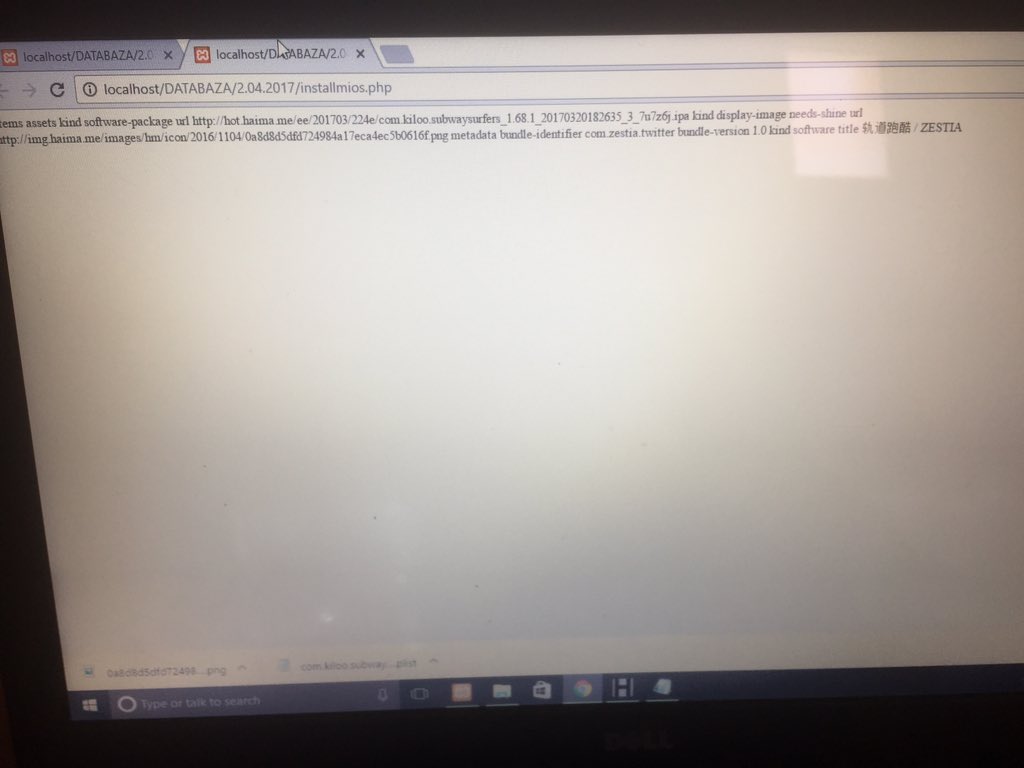 localhost/DATABAZA/2.0
localhost/DATABAZA/2.0
localhost/DATABAZA/2.04.2017/installmios.php
tems assets kind software-package url http://hot.haima.me/ee/201703/224e/com.kiloo.subwaysurfers_1.68.1_20170320182635_3_7u7z6j.ipa kind display-image needs-shine url
http://img.haima.me/images/hm/icon/2016/1104/0a8d8d5dfd724984a17eca4ec5b0616f.png metadata bundle-identifier com.zestia.twitter bundle-version 1.0 kind software title 轨道跑酷 / ZESTIA
0a8d8d5dfd72498...png
com.kiloo.subway....plist
Type or talk to search
DELL